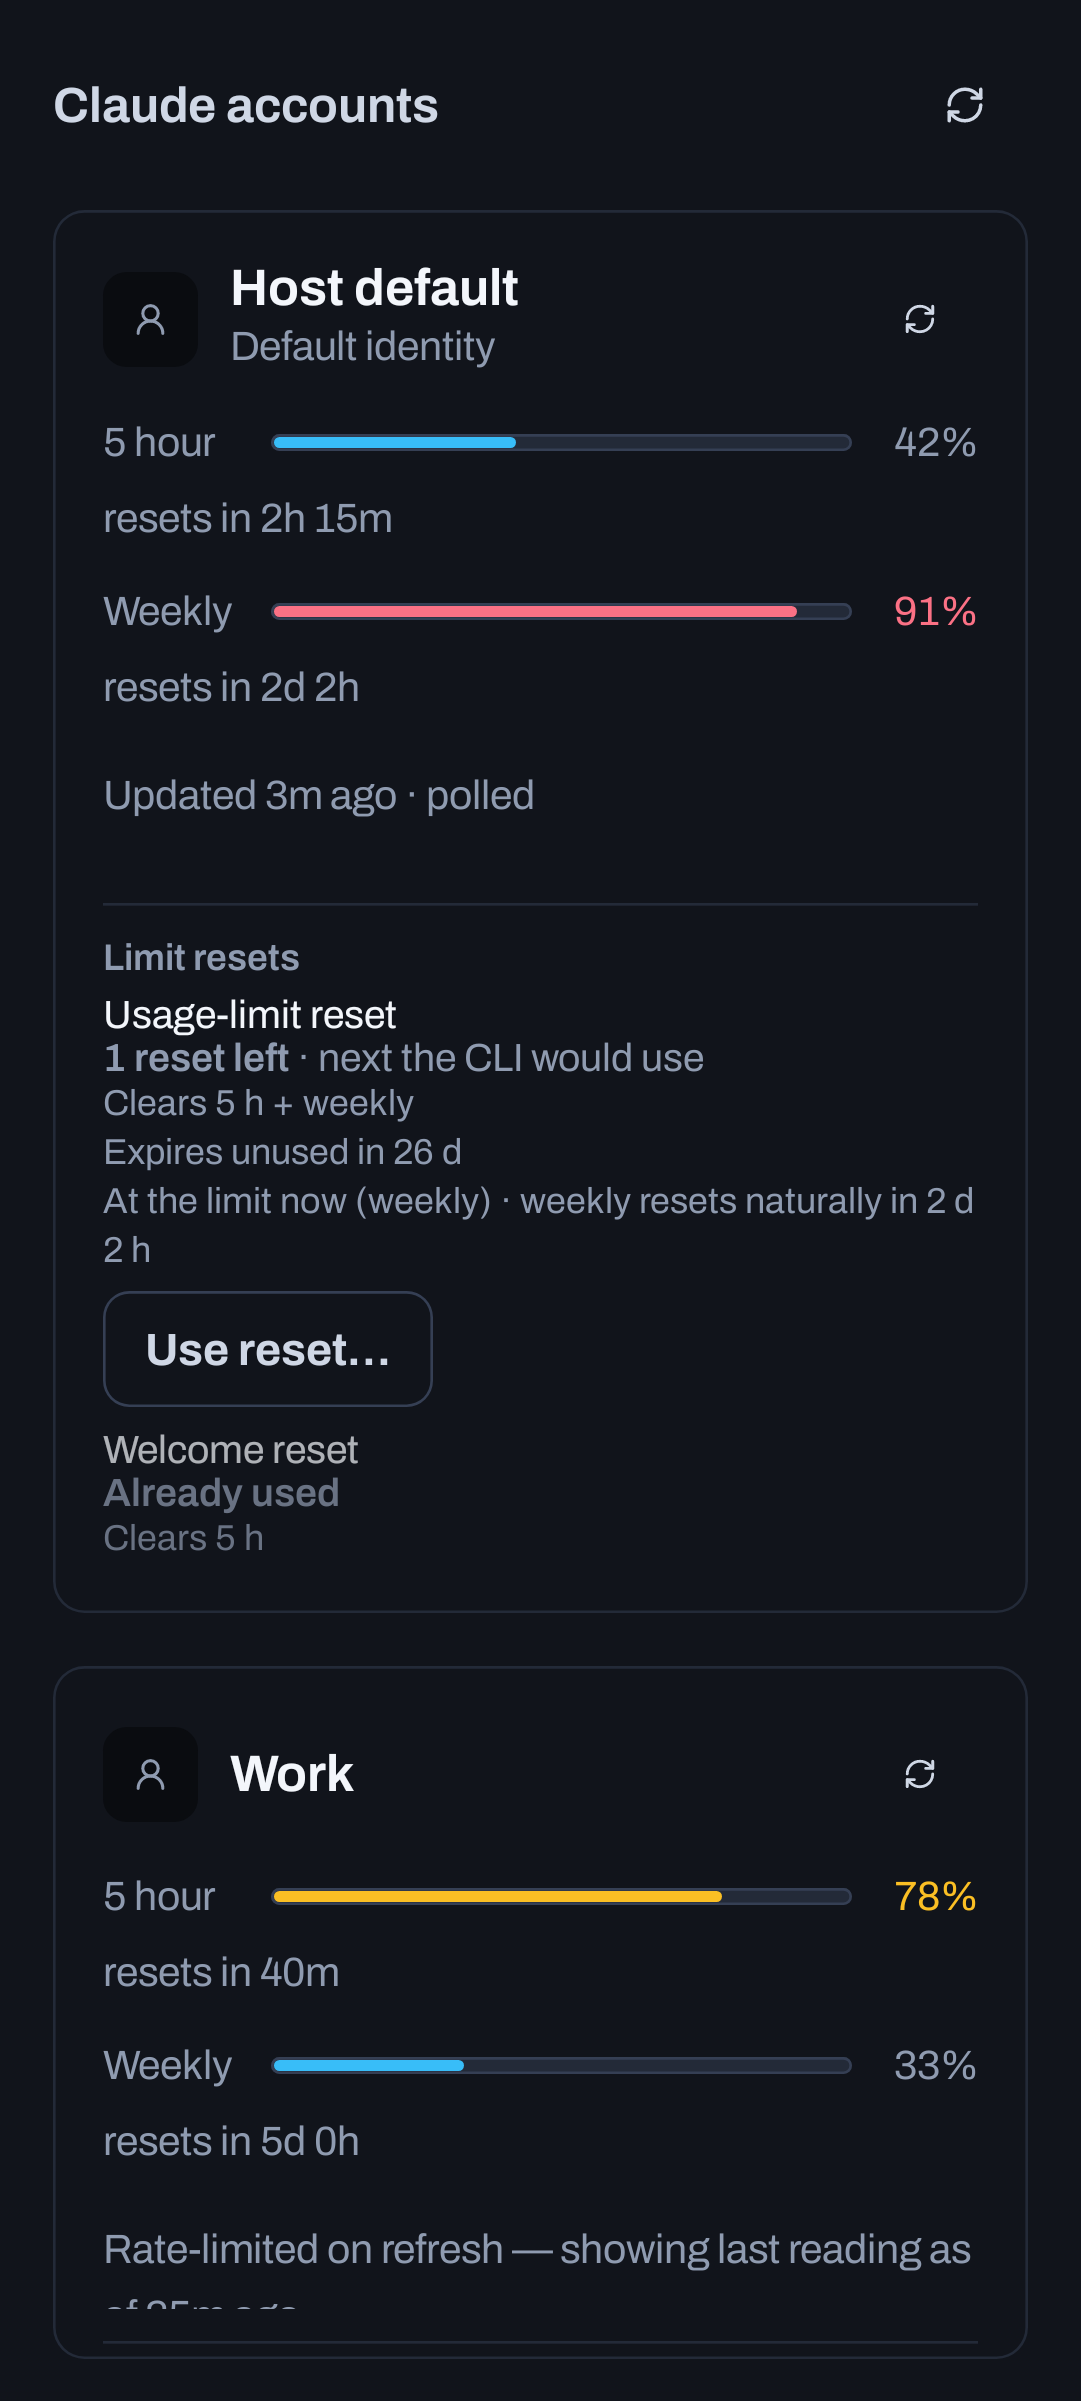 Claude accounts
Host default
Default identity
5 hour 42%
resets in 2h 15m
Weekly 91%
resets in 2d 2h
Updated 3m ago · polled
Limit resets
Usage-limit reset
1 reset left · next the CLI would use
Clears 5 h + weekly
Expires unused in 26 d
At the limit now (weekly) · weekly resets naturally in 2 d
2 h
Use reset…
Welcome reset
Already used
Clears 5 h
Work
5 hour 78%
resets in 40m
Weekly 33%
resets in 5d 0h
Rate-limited on refresh — showing last reading as